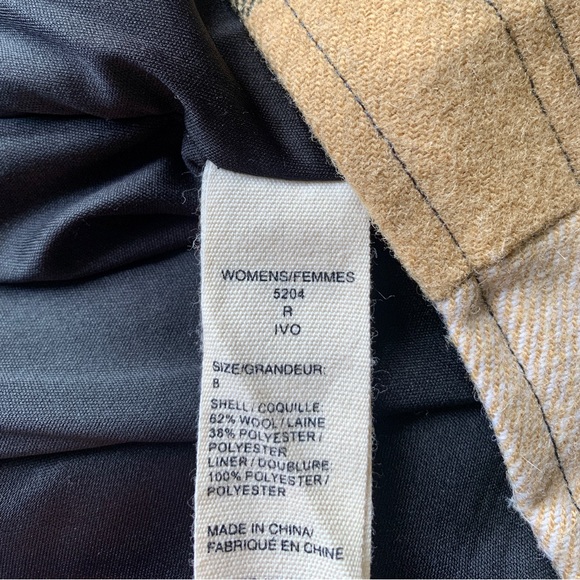 WOMENS/FEMMES
5204
R
IVO
SIZE/GRANDEUR:
8
SHELL/COQUILLE:
62% WOOL/LAINE
38% POLYESTER/
POLYESTER
LINER/DOUBLURE
100% POLYESTER/
POLYESTER
MADE IN CHINA/
FABRIQUÉ EN CHINE